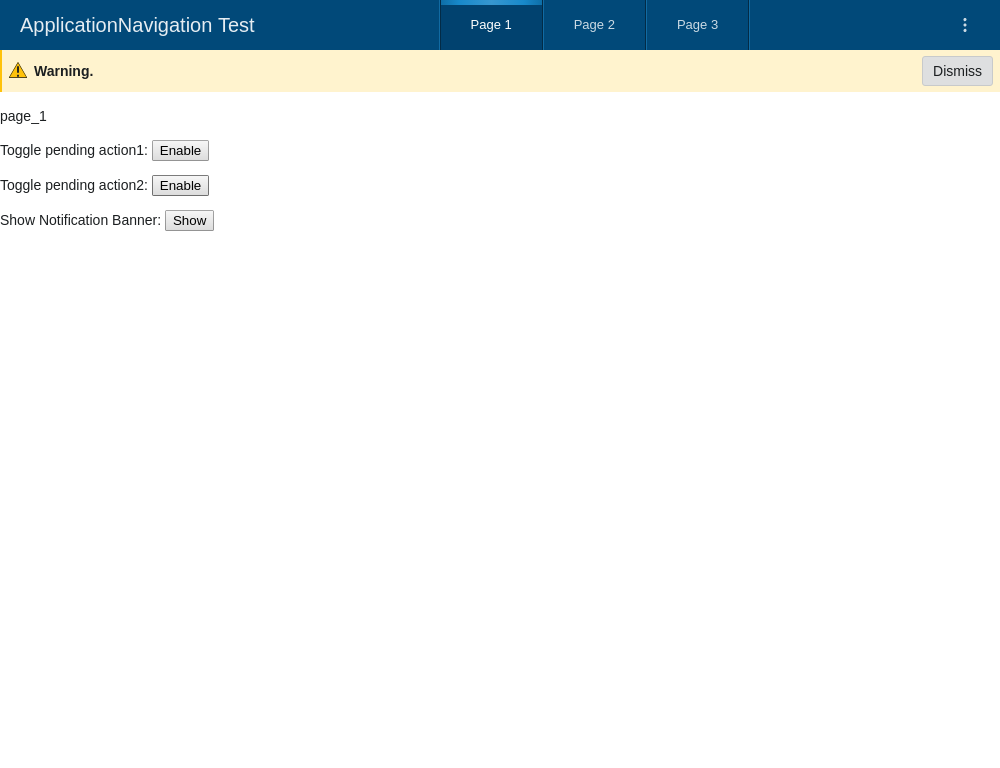 ApplicationNavigation Test
Page 1
Page 2
Page 3
Warning.
Dismiss
page_1
Toggle pending action1: Enable
Toggle pending action2: Enable
Show Notification Banner: Show